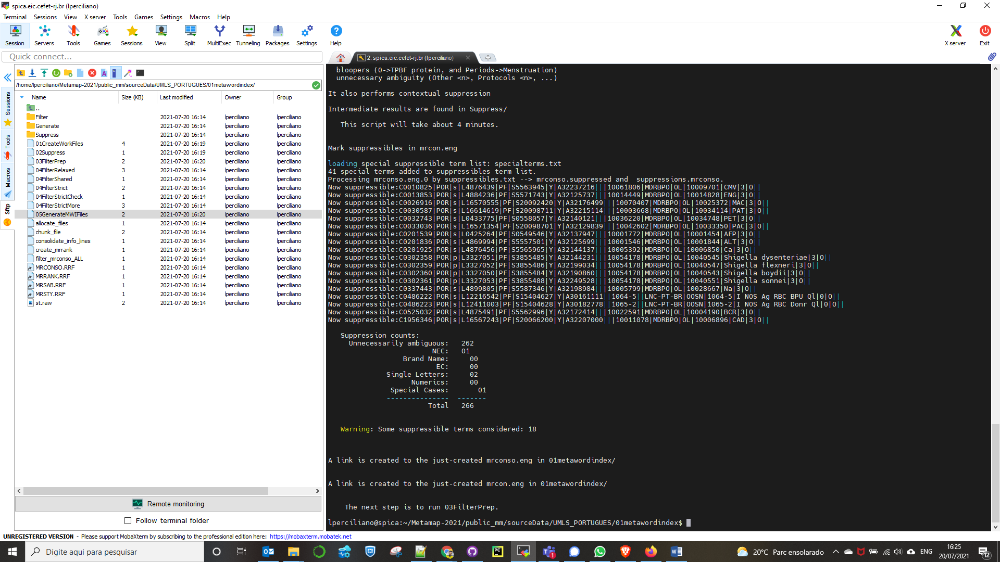 spica.eic.cefet-rj.br (lperciliano)
Terminal Sessions View X server Tools Games Settings Macros Help
Session Servers Tools Games Sessions View Split MultiExec Tunneling Packages Settings Help X server Exit
Quick connect...
2. spica.eic.cefet-rj.br (lperciliano)
/home/lperciliano/Metamap-2021/public_mm/sourceData/UMLS_PORTUGUES/01metawordindex/
Sessions
Tools
Macros
Sftp
Name Size (KB) Last modified Owner Group
..
Filter 2021-07-20 16:14 lperciliano lperciliano
Generate 2021-07-20 16:14 lperciliano lperciliano
Suppress 2021-07-20 16:14 lperciliano lperciliano
01CreateWorkFiles 4 2021-07-20 16:19 lperciliano lperciliano
02Suppress 1 2021-07-20 16:19 lperciliano lperciliano
03FilterPrep 2 2021-07-20 16:20 lperciliano lperciliano
04FilterRelaxed 3 2021-07-20 16:14 lperciliano lperciliano
04FilterShared 1 2021-07-20 16:14 lperciliano lperciliano
04FilterStrict 2 2021-07-20 16:14 lperciliano lperciliano
04FilterStrictCheck 1 2021-07-20 16:14 lperciliano lperciliano
04FilterStrictMore 3 2021-07-20 16:14 lperciliano lperciliano
05GenerateMWIFiles 2 2021-07-20 16:20 lperciliano lperciliano
allocate_files 1 2021-07-20 16:14 lperciliano lperciliano
chunk_file 2 2021-07-20 16:14 lperciliano lperciliano
consolidate_info_lines 1 2021-07-20 16:14 lperciliano lperciliano
create_mrrank 1 2021-07-20 16:14 lperciliano lperciliano
filter_mrconso_ALL 1 2021-07-20 16:14 lperciliano lperciliano
MRCONSO.RRF 1 2021-07-20 16:14 lperciliano lperciliano
MRRANK.RRF 1 2021-07-20 16:14 lperciliano lperciliano
MRSAB.RRF 1 2021-07-20 16:14 lperciliano lperciliano
MRSTY.RRF 1 2021-07-20 16:14 lperciliano lperciliano
st.raw 2 2021-07-20 16:14 lperciliano lperciliano
Remote monitoring
Follow terminal folder
bloopers (0->TPBF protein, and Periods->Menstruation)
unnecessary ambiguity (Other <n>, Protocols <n>, ...)
It also performs contextual suppression
Intermediate results are found in Suppress/
This script will take about 4 minutes.
Mark suppressibles in mrcon.eng
loading special suppressible term list: specialterms.txt
41 special terms added to suppressibles term list.
Processing mrconso.eng.0 by suppressibles.txt --> mrconso.suppressed and  suppressions.mrconso.
Now suppressible:C0010825|POR|s|L4876439|PF|S5563945|Y|A32237216|||10061806|MDRBPO|OL|10009701|CMV|3|O||
Now suppressible:C0013853|POR|s|L4884236|PF|S5571743|Y|A32125737|||10014449|MDRBPO|OL|10014828|ENG|3|O||
Now suppressible:C0026916|POR|s|L16570555|PF|S20092420|Y|A32176499|||10070407|MDRBPO|OL|10025372|MAC|3|O||
Now suppressible:C0030587|POR|s|L16614619|PF|S20098711|Y|A32215114|||10003668|MDRBPO|OL|10034114|PAT|3|O||
Now suppressible:C0032743|POR|s|L0433775|PF|S0558057|Y|A32140121|||10036220|MDRBPO|OL|10034748|PET|3|O||
Now suppressible:C0033036|POR|s|L16571354|PF|S20098701|Y|A32129839|||10042602|MDRBPO|OL|10033350|PAC|3|O||
Now suppressible:C0201539|POR|s|L0425264|PF|S0549546|Y|A32137947|||10001772|MDRBPO|OL|10001454|AFP|3|O||
Now suppressible:C0201836|POR|s|L4869994|PF|S5557501|Y|A32125699|||10001546|MDRBPO|OL|10001844|ALT|3|O||
Now suppressible:C0201925|POR|s|L4876456|PF|S5565965|Y|A32144137|||10005392|MDRBPO|OL|10006850|Ca|3|O||
Now suppressible:C0302358|POR|p|L3327051|PF|S3855485|Y|A32144231|||10054178|MDRBPO|OL|10040545|Shigella dysenteriae|3|O||
Now suppressible:C0302359|POR|p|L3327052|PF|S3855486|Y|A32199034|||10054178|MDRBPO|OL|10040547|Shigella flexneri|3|O||
Now suppressible:C0302360|POR|p|L3327050|PF|S3855484|Y|A32190860|||10054178|MDRBPO|OL|10040543|Shigella boydii|3|O||
Now suppressible:C0302361|POR|p|L3327053|PF|S3855488|Y|A32249528|||10054178|MDRBPO|OL|10040551|Shigella sonnei|3|O||
Now suppressible:C0337443|POR|s|L4899805|PF|S5587346|Y|A32198984|||10005799|MDRBPO|OL|10028667|Na|3|O||
Now suppressible:C0486222|POR|s|L12216542|PF|S15404627|Y|A30161111||1064-5||LNC-PT-BR|OOSN|1064-5|I NOS Ag RBC BPU Ql|0|O||
Now suppressible:C0486223|POR|s|L12411003|PF|S15404628|Y|A30182778||1065-2||LNC-PT-BR|OOSN|1065-2|I NOS Ag RBC Donr Ql|0|O||
Now suppressible:C0525032|POR|s|L4875491|PF|S5562996|Y|A32172414|||10022591|MDRBPO|OL|10004190|BCR|3|O||
Now suppressible:C1956346|POR|s|L16567243|PF|S20066200|Y|A32207000|||10011078|MDRBPO|OL|10006896|CAD|3|O||
Suppression counts:
Unnecessarily ambiguous: 262
NEC: 01
Brand Name: 00
EC: 00
Single Letters: 02
Numerics: 00
Special Cases: 01
--------------- -------
Total 266
Warning: Some suppressible terms considered: 18
A link is created to the just-created mrconso.eng in 01metawordindex/
A link is created to the just-created mrcon.eng in 01metawordindex/
The next step is to run 03FilterPrep.
lperciliano@spica:~/Metamap-2021/public_mm/sourceData/UMLS_PORTUGUES/01metawordindex$
UNREGISTERED VERSION - Please support MobaXterm by subscribing to the professional edition here: https://mobaxterm.mobatek.net
Digite aqui para pesquisar
PC
1
20°C Parc ensolarado
ENG
16:25
20/07/2021
12